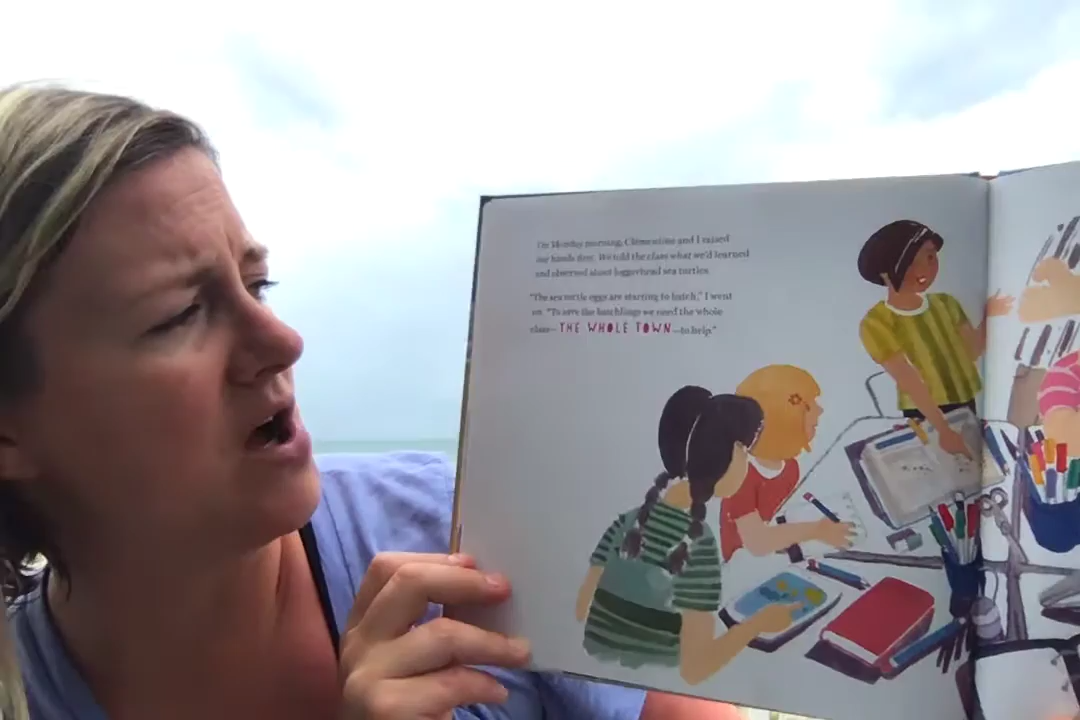 On Monday morning, Clementine and I raised
our hands first. We told the class what we'd learned
and observed about loggerhead sea turtles.
"The sea turtle eggs are starting to hatch," I went
on. "To save the hatchlings we need the whole
class—THE WHOLE TOWN—to help."